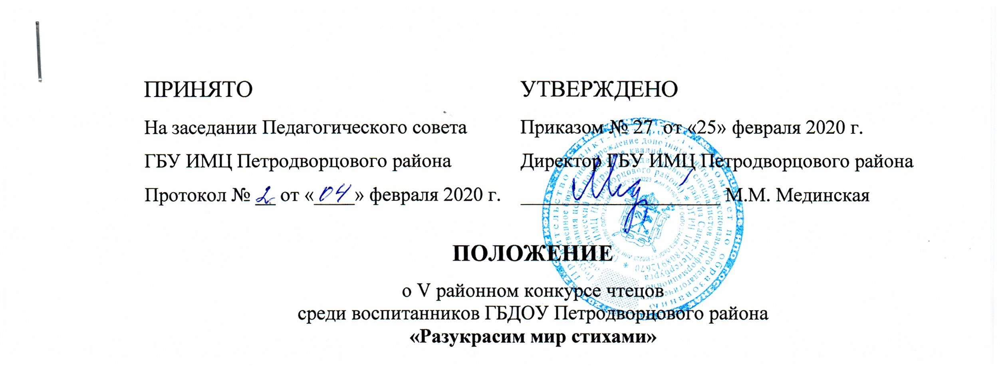 ПРИНЯТО
На заседании Педагогического совета
ГБУ ИМЦ Петродворцового района
Протокол № 2 от «04» февраля 2020 г.
УТВЕРЖДЕНО
Приказом № 27 от «25» февраля 2020 г.
Директор ГБУ ИМЦ Петродворцового района
М.М. Мединская
ПОЛОЖЕНИЕ
о V районном конкурсе чтецов
среди воспитанников ГБДОУ Петродворцового района
«Разукрасим мир стихами»